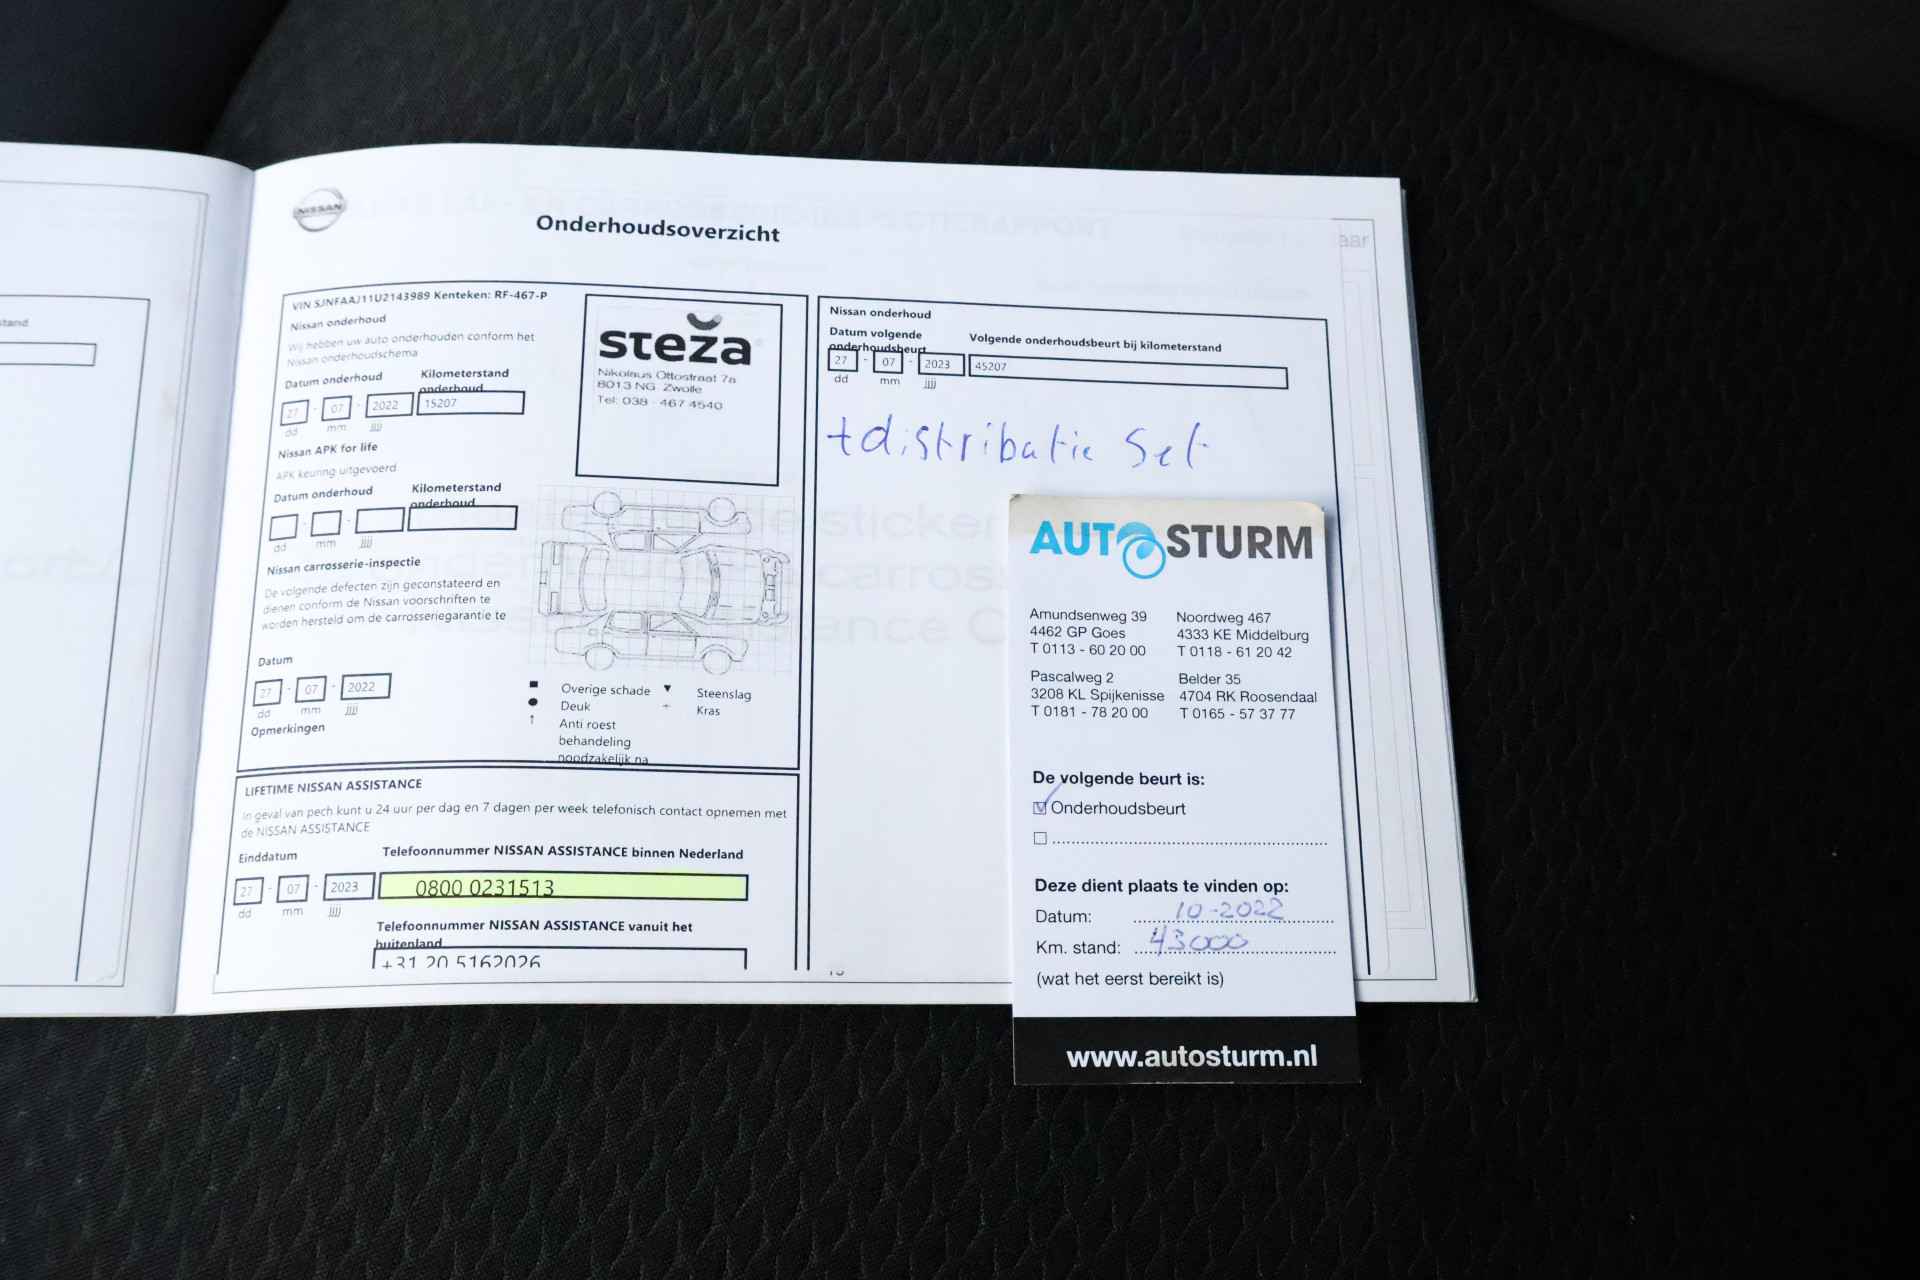 NISSAN
Onderhoudsoverzicht
aar
stand
VIN SJNFAAJ11U2143989 Kenteken: RF-467-P
Nissan onderhoud
Wij hebben uw auto onderhouden conform het
Nissan onderhoudschema
Datum onderhoud Kilometerstand
onderhoud
27 - 07 - 2022 15207
dd mm jjjj
Nissan APK for life
APK keuring uitgevoerd
Datum onderhoud Kilometerstand
onderhoud
- -
dd mm jjjj
Nissan carrosserie-inspectie
De volgende defecten zijn geconstateerd en
dienen conform de Nissan voorschriften te
worden hersteld om de carrosseriegarantie te
Datum
27 - 07 - 2022
dd mm jjjj
Opmerkingen
steža
Nikolaus Ottostraat 7a
8013 NG Zwolle
Tel: 038 - 467 4540
Overige schade
Deuk
Anti roest
behandeling
noodzakelijk na
Steenslag
Kras
LIFETIME NISSAN ASSISTANCE
In geval van pech kunt u 24 uur per dag en 7 dagen per week telefonisch contact opnemen met
de NISSAN ASSISTANCE
Einddatum
27 - 07 - 2023
dd mm jjjj
Telefoonnummer NISSAN ASSISTANCE binnen Nederland
0800 0231513
Telefoonnummer NISSAN ASSISTANCE vanuit het
buitenland
+31 20 5162026
Nissan onderhoud
Datum volgende
onderhoudsbeurt
Volgende onderhoudsbeurt bij kilometerstand
27 - 07 - 2023 45207
dd mm jjjj
+distributie Set
AUTOSTURM
Amundsenweg 39
4462 GP Goes
T 0113 - 60 20 00
Noordweg 467
4333 KE Middelburg
T 0118 - 61 20 42
Pascalweg 2
3208 KL Spijkenisse
T 0181 - 78 20 00
Belder 35
4704 RK Roosendaal
T 0165 - 57 37 77
De volgende beurt is:
Onderhoudsbeurt
Deze dient plaats te vinden op:
Datum: 10-2022
Km. stand: 43000
(wat het eerst bereikt is)
www.autosturm.nl